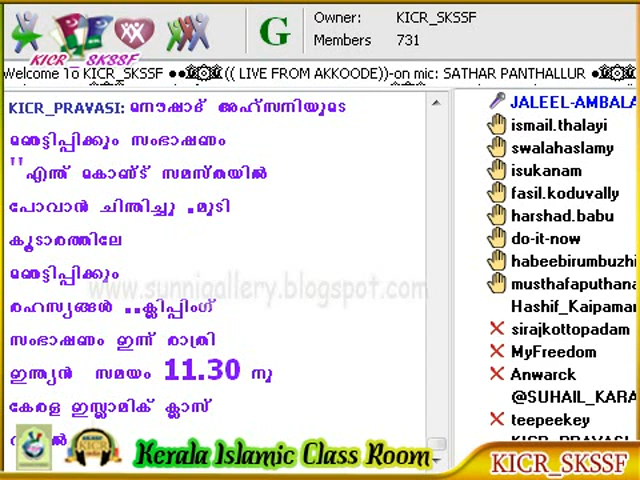 Owner: KICR_SKSSF
G
Members 731
KICR_SKSSF
Welcome To KICR_SKSSF ●●۞۞ (( LIVE FROM AKKOODE))-on mic: SATHAR PANTHALLUR ●۞
KICR_PRAVASI: നൌഷാദ് അഹ്സനിയുടെ
ഞെട്ടിപ്പിക്കും സംഭാഷണം
"എന്ത് കൊണ്ട് സമസ്തയില്‍
പോവാന്‍ ചിന്തിച്ചു .മുടി
കൂടാരത്തിലേ
ഞെട്ടിപ്പിക്കും
രഹസ്യങ്ങള്‍ ..ക്ലിപ്പിംഗ്
സംഭാഷണം ഇന്ന് രാത്രി
ഇന്ത്യന്‍ സമയം 11.30 നു
കേരള ഇസ്ലാമിക് ക്ലാസ്
www.sunnigallery.blogspot.com
JALEEL-AMBALA
ismail.thalayi
swalahaslamy
isukanam
fasil.koduvally
harshad.babu
do-it-now
habeebirumbuzhi
musthafaputhana
Hashif_Kaipamar
sirajkottopadam
MyFreedom
Anwarck
@SUHAIL_KARA
teepeekey
KICR_PRAVASI
Kerala Islamic Class Room
KICR_SKSSF